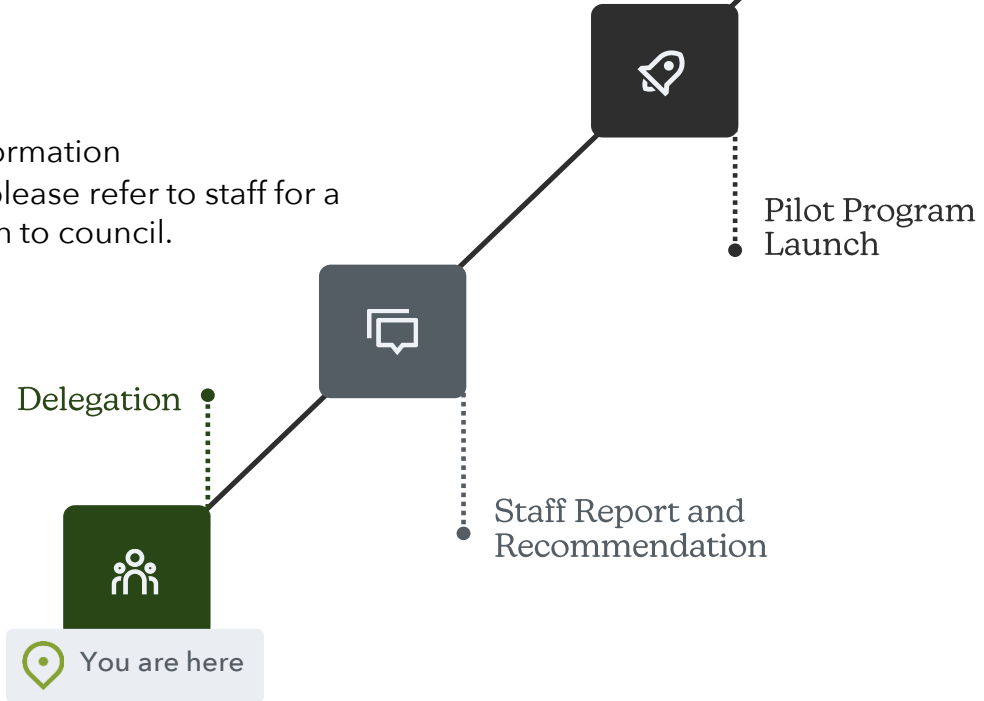 ormation
please refer to staff for a
n to council.
Pilot Program
Launch
Delegation
Staff Report and
Recommendation
You are here